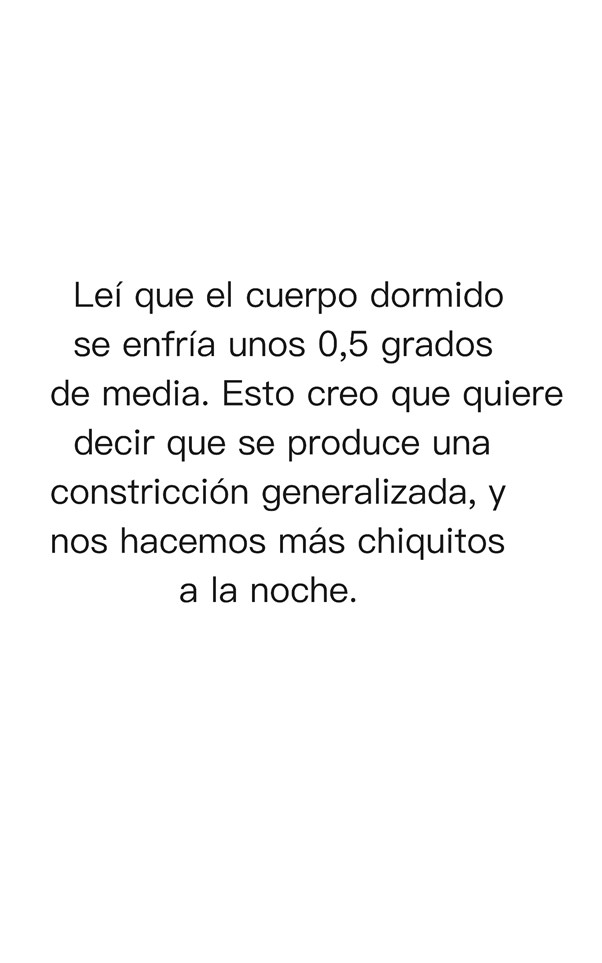 Leí que el cuerpo dormido
se enfría unos 0,5 grados
de media. Esto creo que quiere
decir que se produce una
constricción generalizada, y
nos hacemos más chiquitos
a la noche.